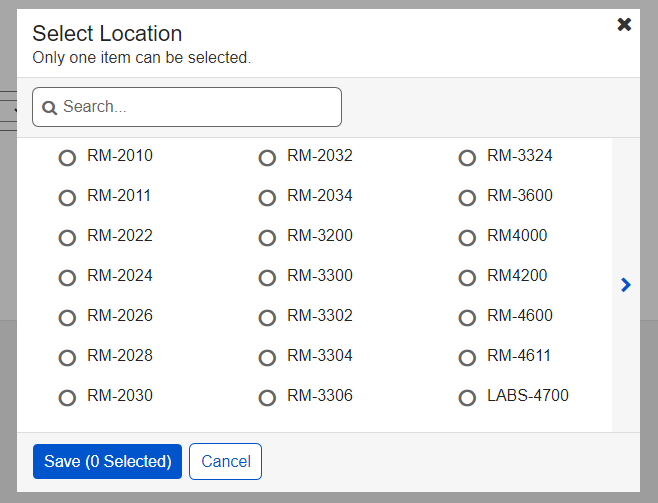 Select Location
Only one item can be selected.
Search...
RM-2010
RM-2011
RM-2022
RM-2024
RM-2026
RM-2028
RM-2030
RM-2032
RM-2034
RM-3200
RM-3300
RM-3302
RM-3304
RM-3306
RM-3324
RM-3600
RM4000
RM4200
RM-4600
RM-4611
LABS-4700
Save (0 Selected)
Cancel